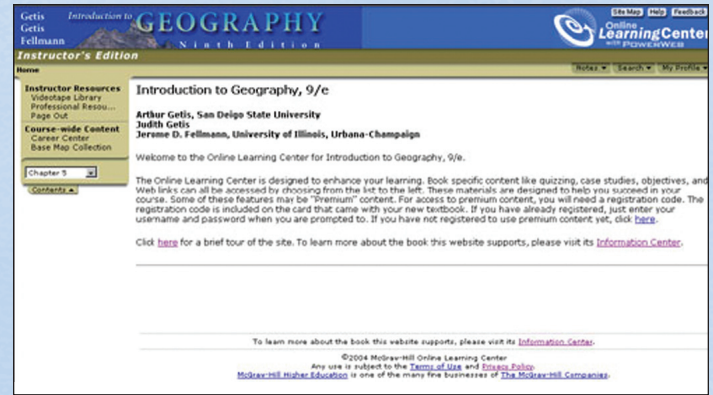 Getis
Getis
Fellmann
Introduction to
GEOGRAPHY
Ninth Edition
Site Map Help Feedback
Online
LearningCenter
with POWERWEB
Instructor's Edition
Home
Notes Search My Profile
Instructor Resources
Videotape Library
Professional Resou...
Page Out
Course-wide Content
Career Center
Base Map Collection
Chapter 5
Contents
Introduction to Geography, 9/e
Arthur Getis, San Deigo State University
Judith Getis
Jerome D. Fellmann, University of Illinois, Urbana-Champaign
Welcome to the Online Learning Center for Introduction to Geography, 9/e.
The Online Learning Center is designed to enhance your learning. Book specific content like quizzing, case studies, objectives, and
Web links can all be accessed by choosing from the list to the left. These materials are designed to help you succeed in your
course. Some of these features may be "Premium" content. For access to premium content, you will need a registration code. The
registration code is included on the card that came with your new textbook. If you have already registered, just enter your
username and password when you are prompted to. If you have not registered to use premium content yet, click here.
Click here for a brief tour of the site. To learn more about the book this website supports, please visit its Information Center.
To learn more about the book this website supports, please visit its Information Center.
©2004 McGraw-Hill Online Learning Center
Any use is subject to the Terms of Use and Privacy Policy.
McGraw-Hill Higher Education is one of the many fine businesses of The McGraw-Hill Companies.